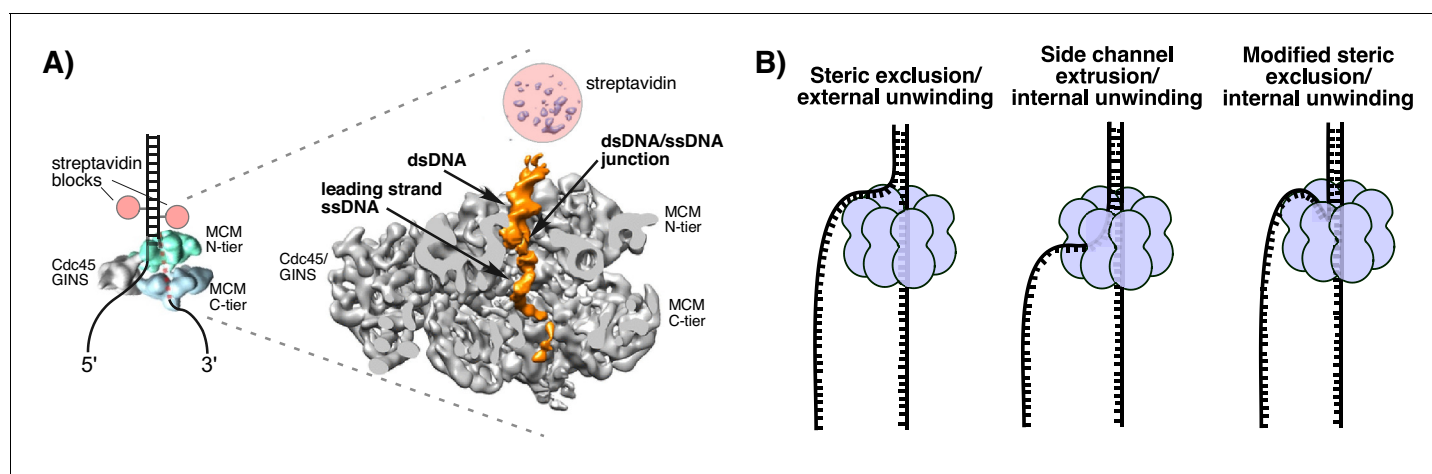 A)
streptavidin
blocks
MCM
N-tier
Cdc45
GINS
MCM
C-tier
5'
3'
streptavidin
dsDNA/ssDNA
junction
dsDNA
leading strand
ssDNA
MCM
N-tier
Cdc45/
GINS
MCM
C-tier
B)
Steric exclusion/
external unwinding
Side channel
extrusion/
internal unwinding
Modified steric
exclusion/
internal unwinding